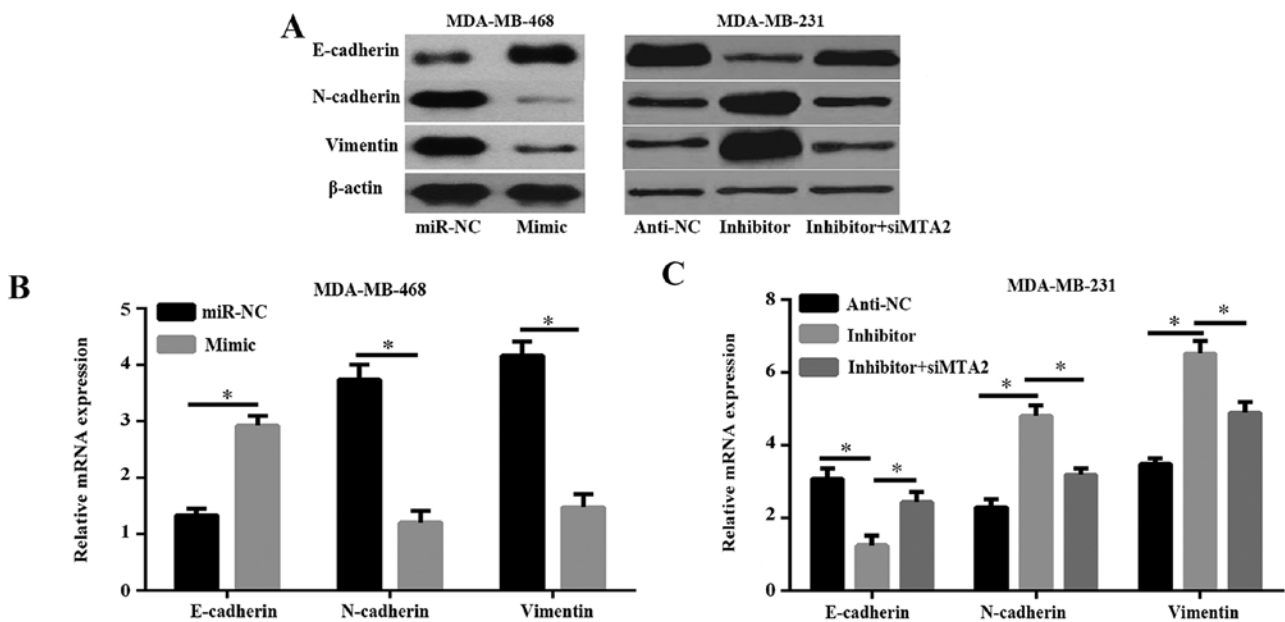 A
MDA-MB-468
MDA-MB-231
E-cadherin
N-cadherin
Vimentin
β-actin
miR-NC Mimic
Anti-NC Inhibitor Inhibitor+siMTA2
B
MDA-MB-468
miR-NC
Mimic
Relative mRNA expression
5
4
3
2
1
0
*
*
*
E-cadherin N-cadherin Vimentin
C
MDA-MB-231
Anti-NC
Inhibitor
Inhibitor+siMTA2
Relative mRNA expression
8
6
4
2
0
* *
* *
* *
E-cadherin N-cadherin Vimentin